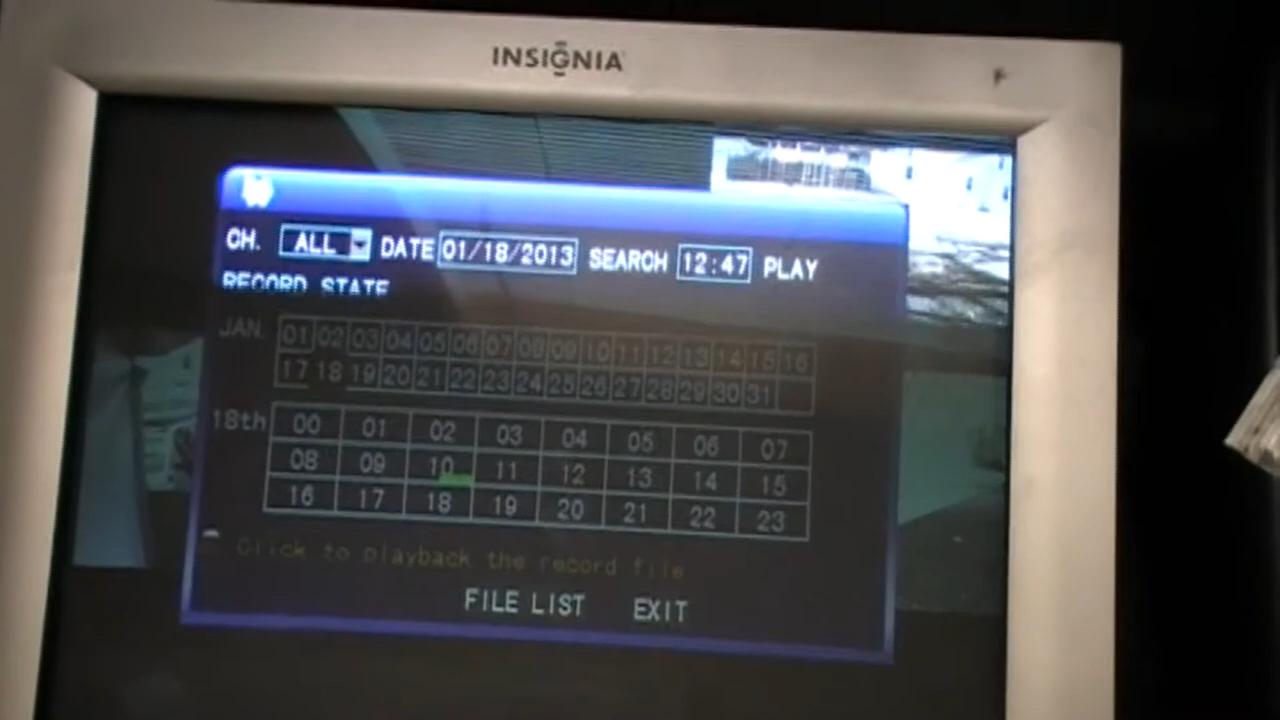 INSIGNIA
CH. ALL DATE 01/18/2013 SEARCH 12:47 PLAY
RECORD STATE
JAN. 01 02 03 04 05 06 07 08 09 10 11 12 13 14 15 16
17 18 19 20 21 22 23 24 25 26 27 28 29 30 31
18th 00 01 02 03 04 05 06 07
08 09 10 11 12 13 14 15
16 17 18 19 20 21 22 23
Click to playback the record file
FILE LIST EXIT